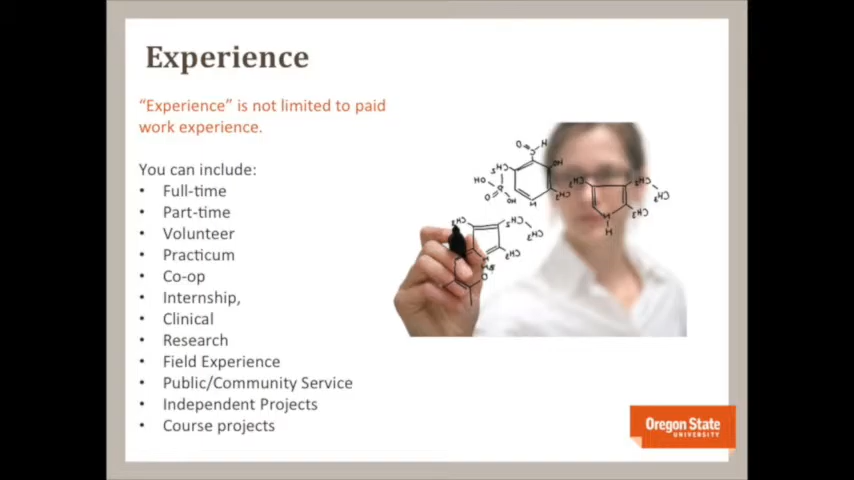 Experience
“Experience” is not limited to paid
work experience.
You can include:
• Full-time
• Part-time
• Volunteer
• Practicum
• Co-op
• Internship,
• Clinical
• Research
• Field Experience
• Public/Community Service
• Independent Projects
• Course projects
Oregon State
UNIVERSITY